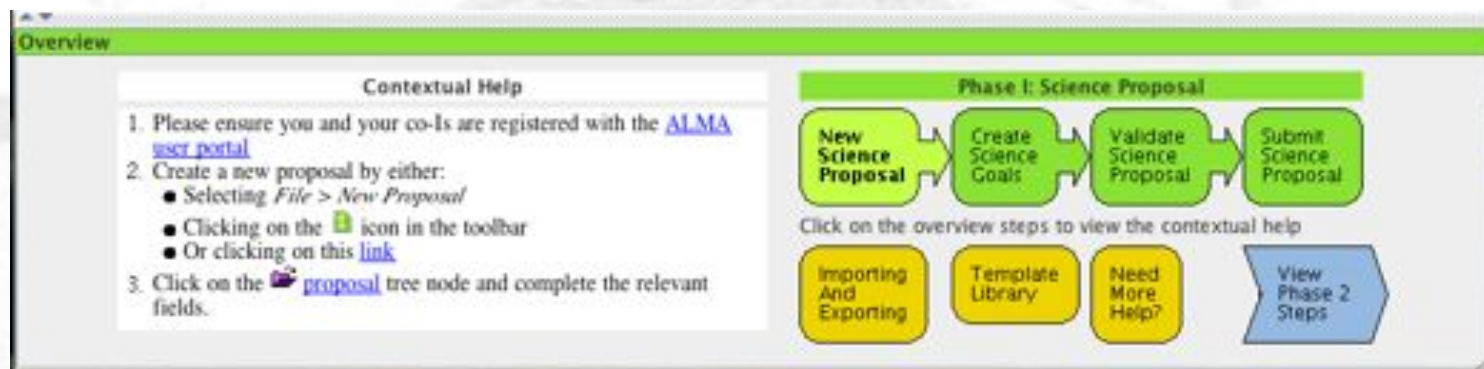 Overview
Contextual Help
1. Please ensure you and your co-Is are registered with the ALMA
user portal
2. Create a new proposal by either:
● Selecting File > New Proposal
● Clicking on the icon in the toolbar
● Or clicking on this link
3. Click on the proposal tree node and complete the relevant
fields.
Phase I: Science Proposal
New
Science
Proposal
Create
Science
Goals
Validate
Science
Proposal
Submit
Science
Proposal
Click on the overview steps to view the contextual help
Importing
And
Exporting
Template
Library
Need
More
Help?
View
Phase 2
Steps